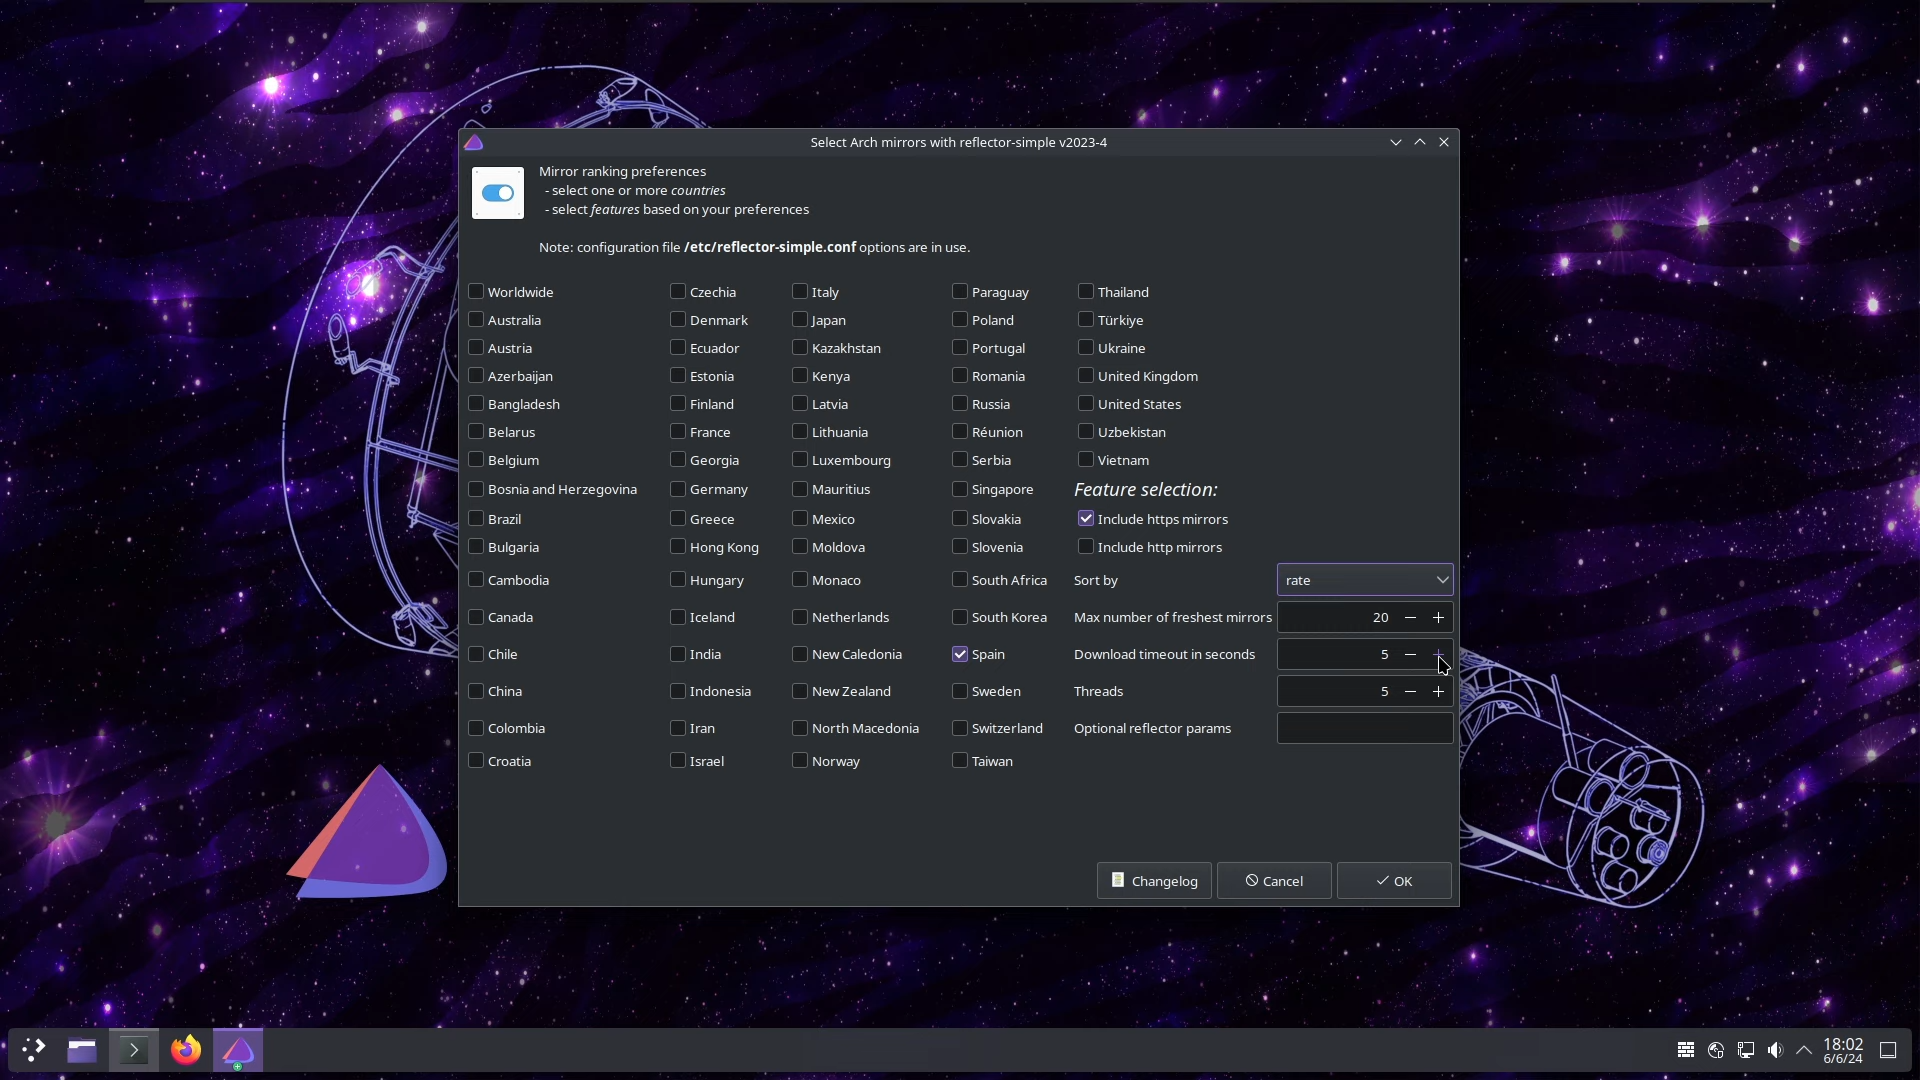 Select Arch mirrors with reflector-simple v2023-4
Mirror ranking preferences
- select one or more countries
- select features based on your preferences
Note: configuration file /etc/reflector-simple.conf options are in use.
Worldwide Czechia Italy Paraguay Thailand
Australia Denmark Japan Poland Türkiye
Austria Ecuador Kazakhstan Portugal Ukraine
Azerbaijan Estonia Kenya Romania United Kingdom
Bangladesh Finland Latvia Russia United States
Belarus France Lithuania Réunion Uzbekistan
Belgium Georgia Luxembourg Serbia Vietnam
Bosnia and Herzegovina Germany Mauritius Singapore Feature selection:
Brazil Greece Mexico Slovakia Include https mirrors
Bulgaria Hong Kong Moldova Slovenia Include http mirrors
Cambodia Hungary Monaco South Africa Sort by rate
Canada Iceland Netherlands South Korea Max number of freshest mirrors 20
Chile India New Caledonia Spain Download timeout in seconds 5
China Indonesia New Zealand Sweden Threads 5
Colombia Iran North Macedonia Switzerland Optional reflector params
Croatia Israel Norway Taiwan
Changelog Cancel OK
18:02
6/6/24